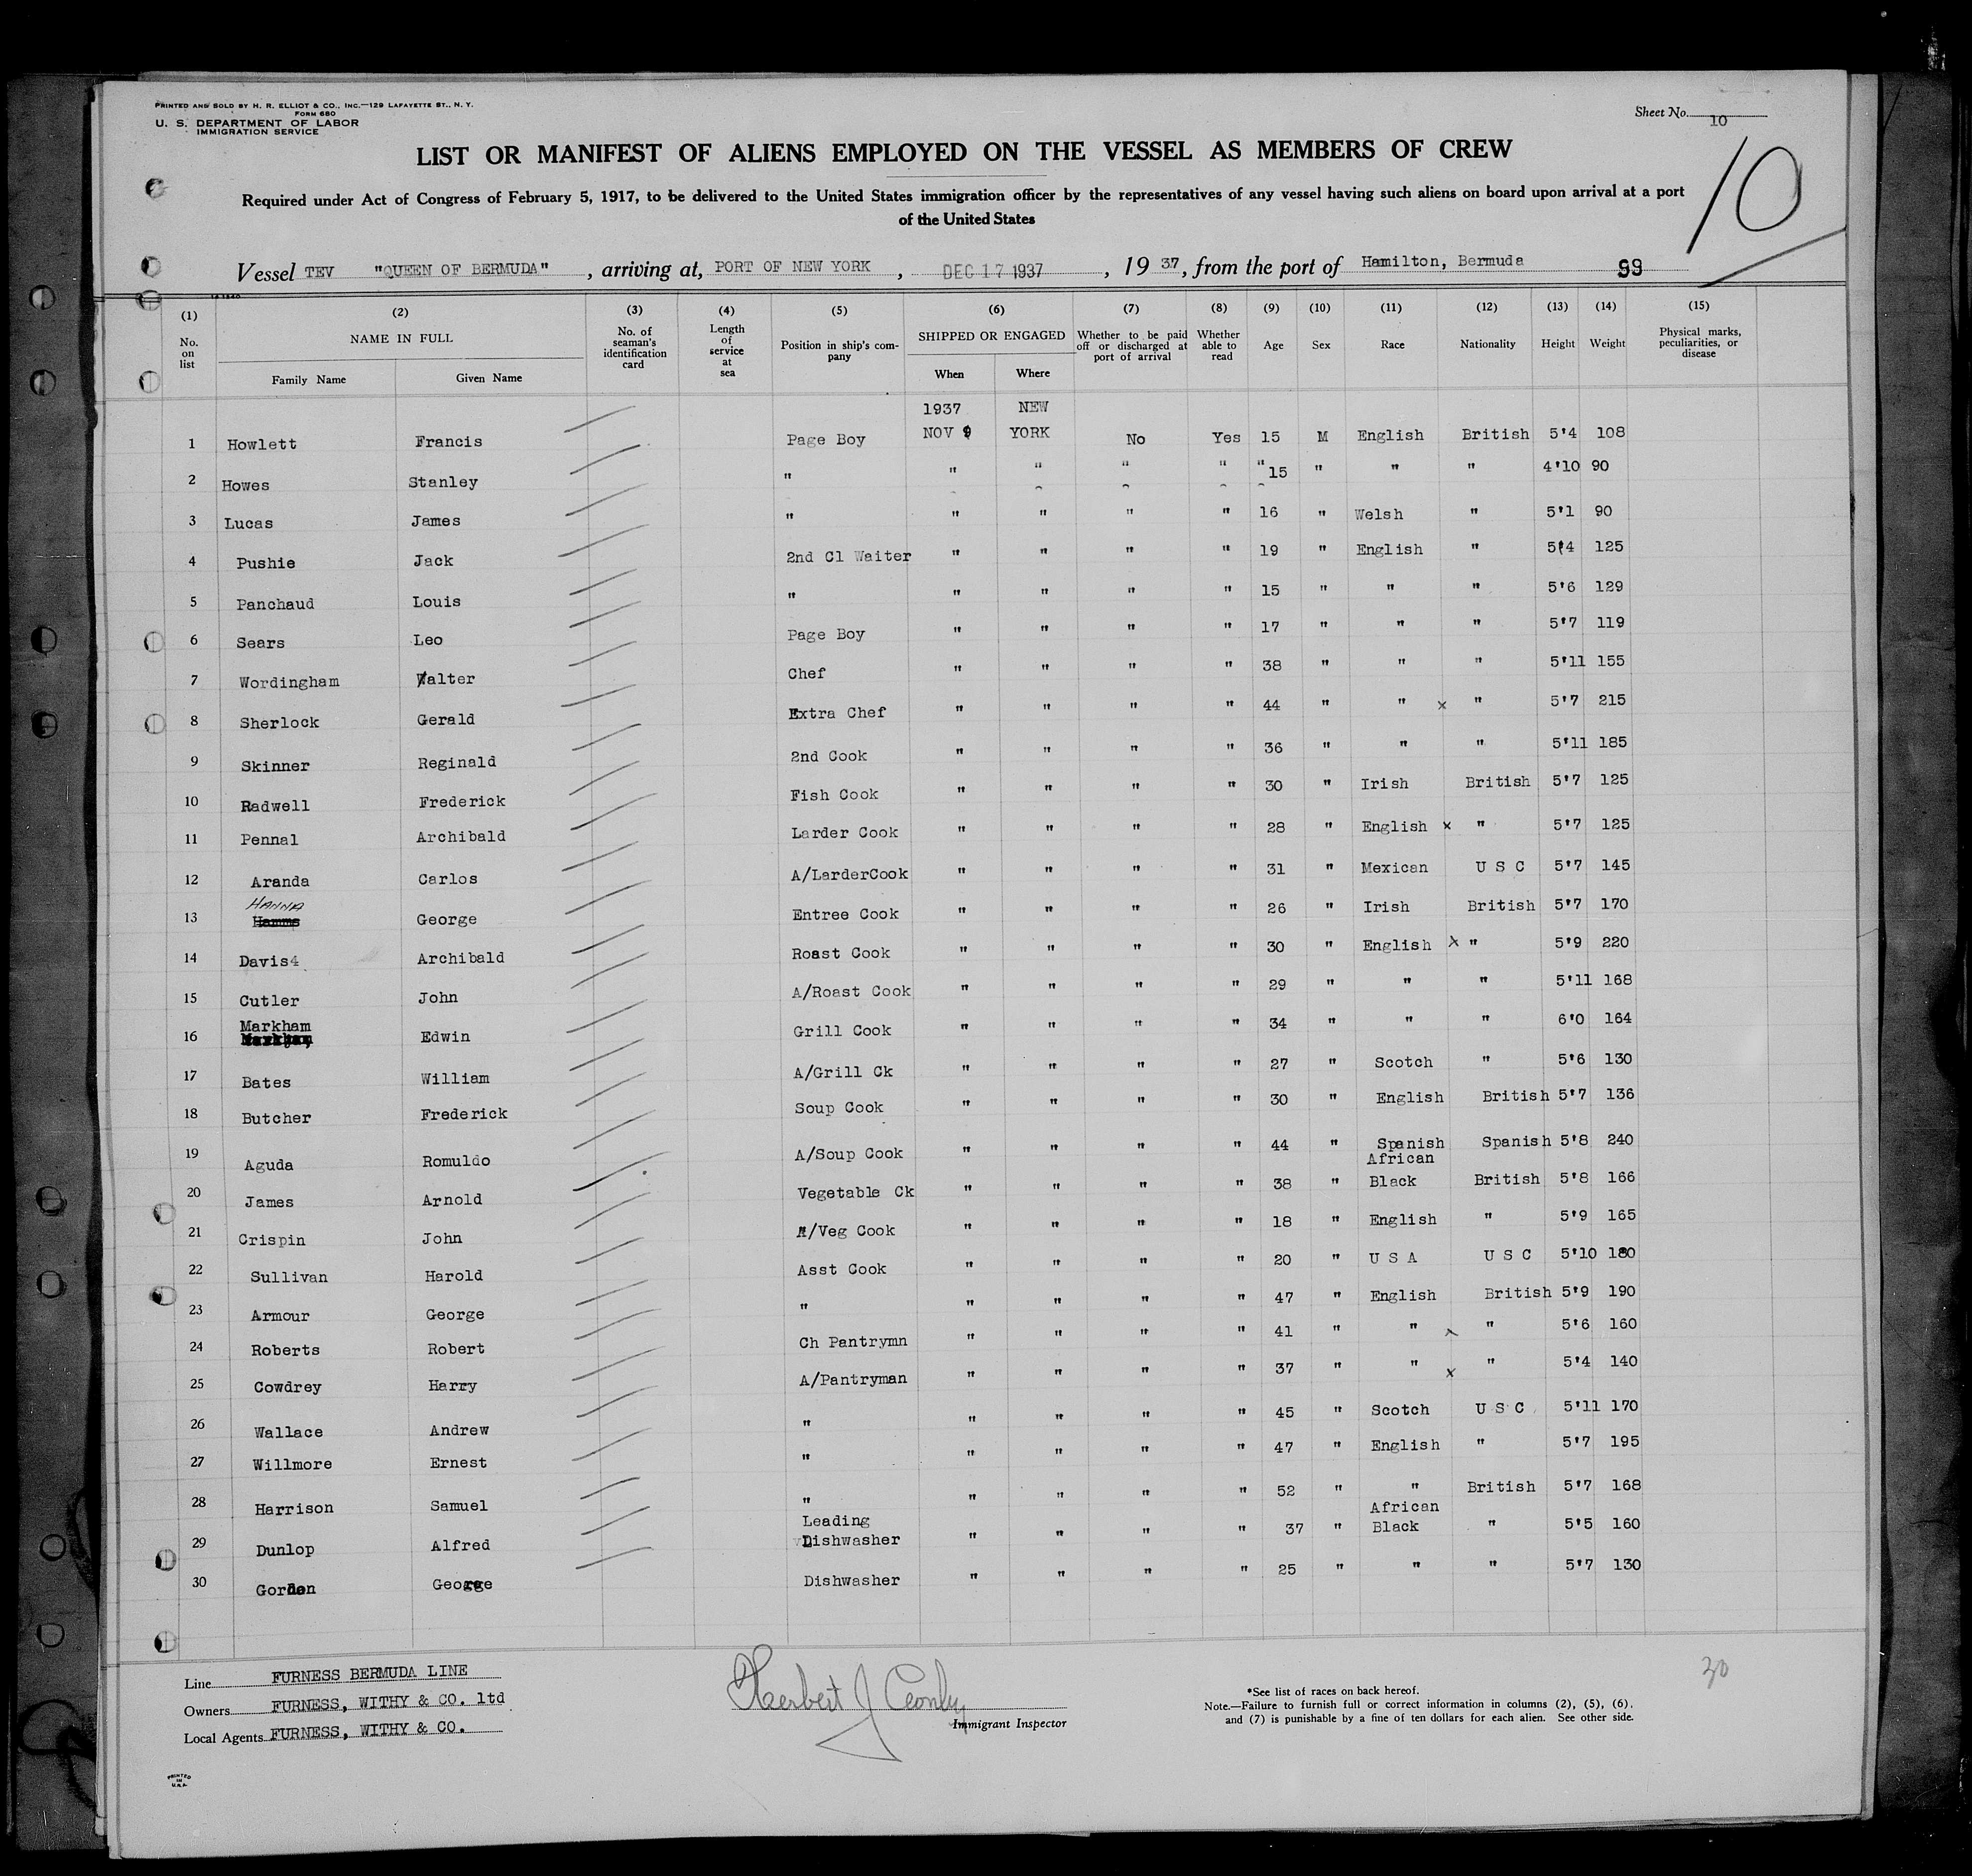 PRINTED AND SOLD BY H. R. ELLIOT & CO., INC.—129 LAFAYETTE ST., N. Y.
FORM 680
U. S. DEPARTMENT OF LABOR
IMMIGRATION SERVICE
Sheet No. 10
10
LIST OR MANIFEST OF ALIENS EMPLOYED ON THE VESSEL AS MEMBERS OF CREW
Required under Act of Congress of February 5, 1917, to be delivered to the United States immigration officer by the representatives of any vessel having such aliens on board upon arrival at a port
of the United States
Vessel TEV "QUEEN OF BERMUDA", arriving at, PORT OF NEW YORK, DEC 17 1937, 19 37, from the port of Hamilton, Bermuda 99
(1) (2) (3) (4) (5) (6) (7) (8) (9) (10) (11) (12) (13) (14) (15)
No. on list NAME IN FULL Family Name Given Name No. of seaman's identification card Length of service at sea Position in ship's company SHIPPED OR ENGAGED When Where Whether to be paid off or discharged at port of arrival Whether able to read Age Sex Race Nationality Height Weight Physical marks, peculiarities, or disease
1937 NEW
1 Howlett Francis Page Boy NOV 9 YORK No Yes 15 M English British 5'4 108
2 Howes Stanley " " " " " " 15 " " " 4'10 90
3 Lucas James " " " " " 16 " Welsh " 5'1 90
4 Pushie Jack 2nd Cl Waiter " " " " 19 " English " 5'4 125
5 Panchaud Louis " " " " " 15 " " " 5'6 129
6 Sears Leo Page Boy " " " " 17 " " " 5'7 119
7 Wordingham Walter Chef " " " " 38 " " " 5'11 155
8 Sherlock Gerald Extra Chef " " " " 44 " " x " 5'7 215
9 Skinner Reginald 2nd Cook " " " " 36 " " " 5'11 185
10 Radwell Frederick Fish Cook " " " " 30 " Irish British 5'7 125
11 Pennal Archibald Larder Cook " " " " 28 " English x " 5'7 125
12 Aranda Carlos A/LarderCook " " " " 31 " Mexican U S C 5'7 145
HANNA
13 Hamms George Entree Cook " " " " 26 " Irish British 5'7 170
14 Davis4 Archibald Roast Cook " " " " 30 " English x " 5'9 220
15 Cutler John A/Roast Cook " " " " 29 " " " 5'11 168
16 Markham Edwin Grill Cook " " " " 34 " " " 6'0 164
17 Bates William A/Grill Ck " " " " 27 " Scotch " 5'6 130
18 Butcher Frederick Soup Cook " " " " 30 " English British 5'7 136
19 Aguda Romuldo A/Soup Cook " " " " 44 " Spanish Spanish 5'8 240
African
20 James Arnold Vegetable Ck " " " " 38 " Black British 5'8 166
21 Crispin John A/Veg Cook " " " " 18 " English " 5'9 165
22 Sullivan Harold Asst Cook " " " " 20 " U S A U S C 5'10 180
23 Armour George " " " " " 47 " English British 5'9 190
24 Roberts Robert Ch Pantrymn " " " " 41 " " x " 5'6 160
25 Cowdrey Harry A/Pantryman " " " " 37 " " x " 5'4 140
26 Wallace Andrew " " " " " 45 " Scotch U S C 5'11 170
27 Willmore Ernest " " " " " 47 " English " 5'7 195
28 Harrison Samuel " " " " " 52 " " British 5'7 168
Leading African
29 Dunlop Alfred Dishwasher " " " " 37 " Black " 5'5 160
30 Gordon George Dishwasher " " " " 25 " " " 5'7 130
30
Line FURNESS BERMUDA LINE
Owners FURNESS, WITHY & CO. ltd
Local Agents FURNESS, WITHY & CO.
Herbert J
Immigrant Inspector
*See list of races on back hereof.
Note.—Failure to furnish full or correct information in columns (2), (5), (6),
and (7) is punishable by a fine of ten dollars for each alien. See other side.
PRINTED
IN
U.S.A.